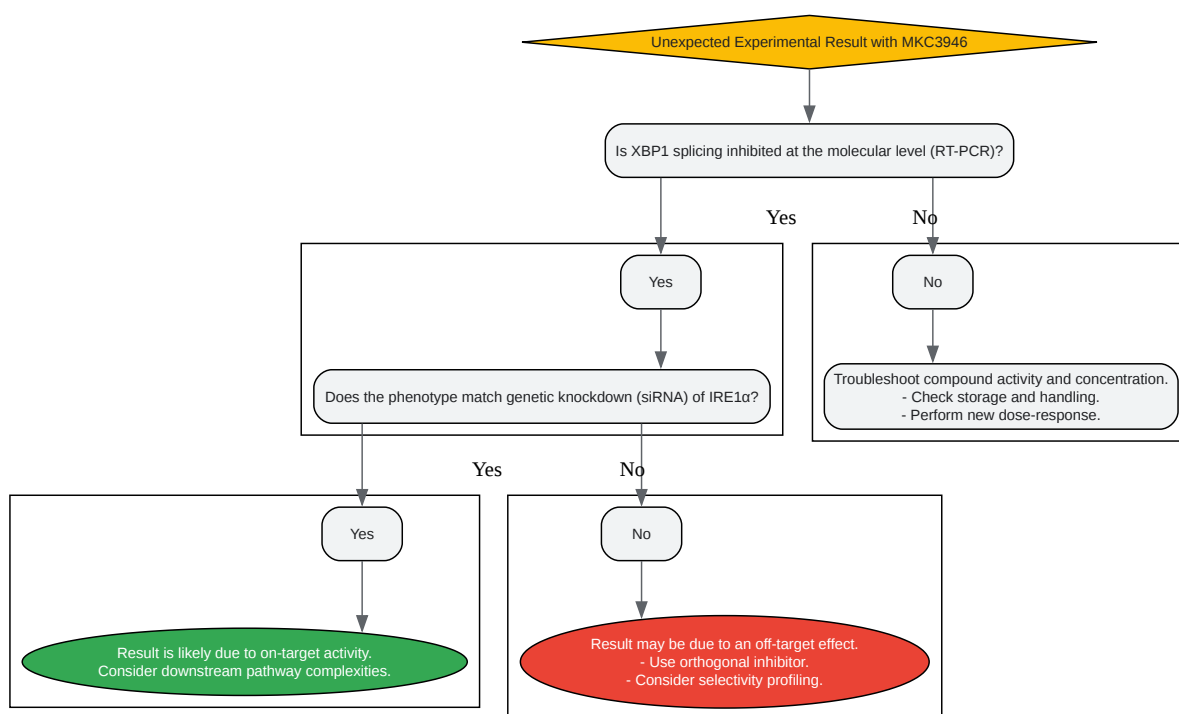 Unexpected Experimental Result with MKC3946
Is XBP1 splicing inhibited at the molecular level (RT-PCR)?
Yes
No
Yes
No
Does the phenotype match genetic knockdown (siRNA) of IRE1α?
Troubleshoot compound activity and concentration.
- Check storage and handling.
- Perform new dose-response.
Yes
No
Yes
No
Result is likely due to on-target activity.
Consider downstream pathway complexities.
Result may be due to an off-target effect.
- Use orthogonal inhibitor.
- Consider selectivity profiling.